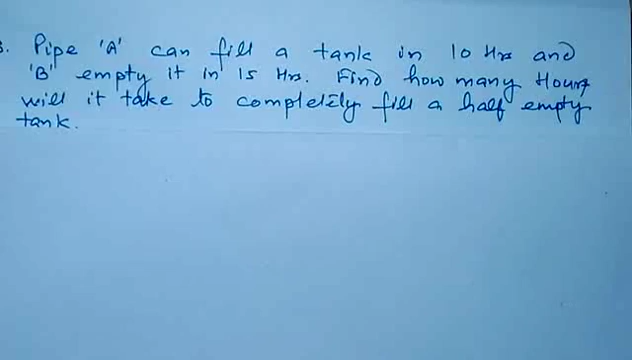 3. Pipe 'A' can fill a tank in 10 Hrs and
'B' empty it in 15 Hrs. Find how many Hours
will it take to completely fill a half empty
tank.